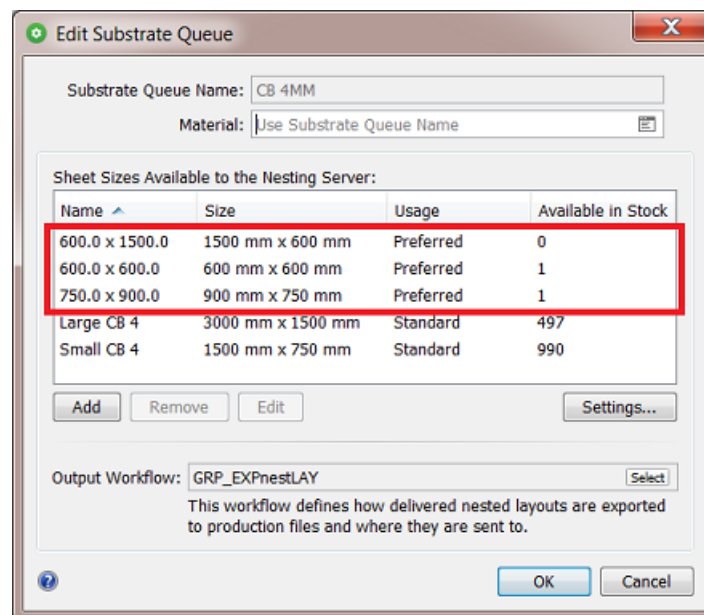 Edit Substrate Queue
Substrate Queue Name: CB 4MM
Material: Use Substrate Queue Name
Sheet Sizes Available to the Nesting Server:
Name Size Usage Available in Stock
600.0 x 1500.0 1500 mm x 600 mm Preferred 0
600.0 x 600.0 600 mm x 600 mm Preferred 1
750.0 x 900.0 900 mm x 750 mm Preferred 1
Large CB 4 3000 mm x 1500 mm Standard 497
Small CB 4 1500 mm x 750 mm Standard 990
Add Remove Edit Settings...
Output Workflow: GRP_EXPnestLAY Select
This workflow defines how delivered nested layouts are exported
to production files and where they are sent to.
? OK Cancel